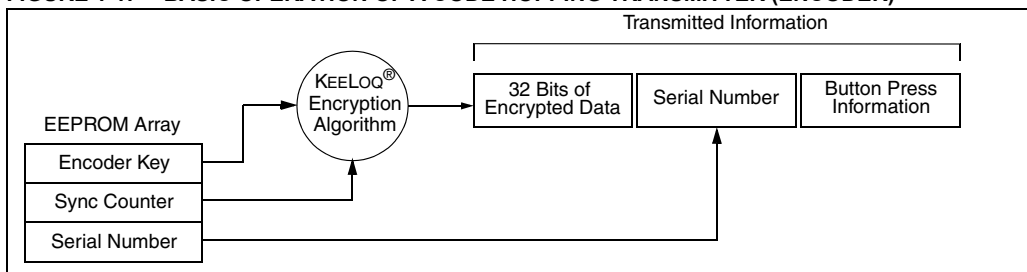 Transmitted Information
KEELOQ®
Encryption
Algorithm
32 Bits of
Encrypted Data
Serial Number
Button Press
Information
EEPROM Array
Encoder Key
Sync Counter
Serial Number